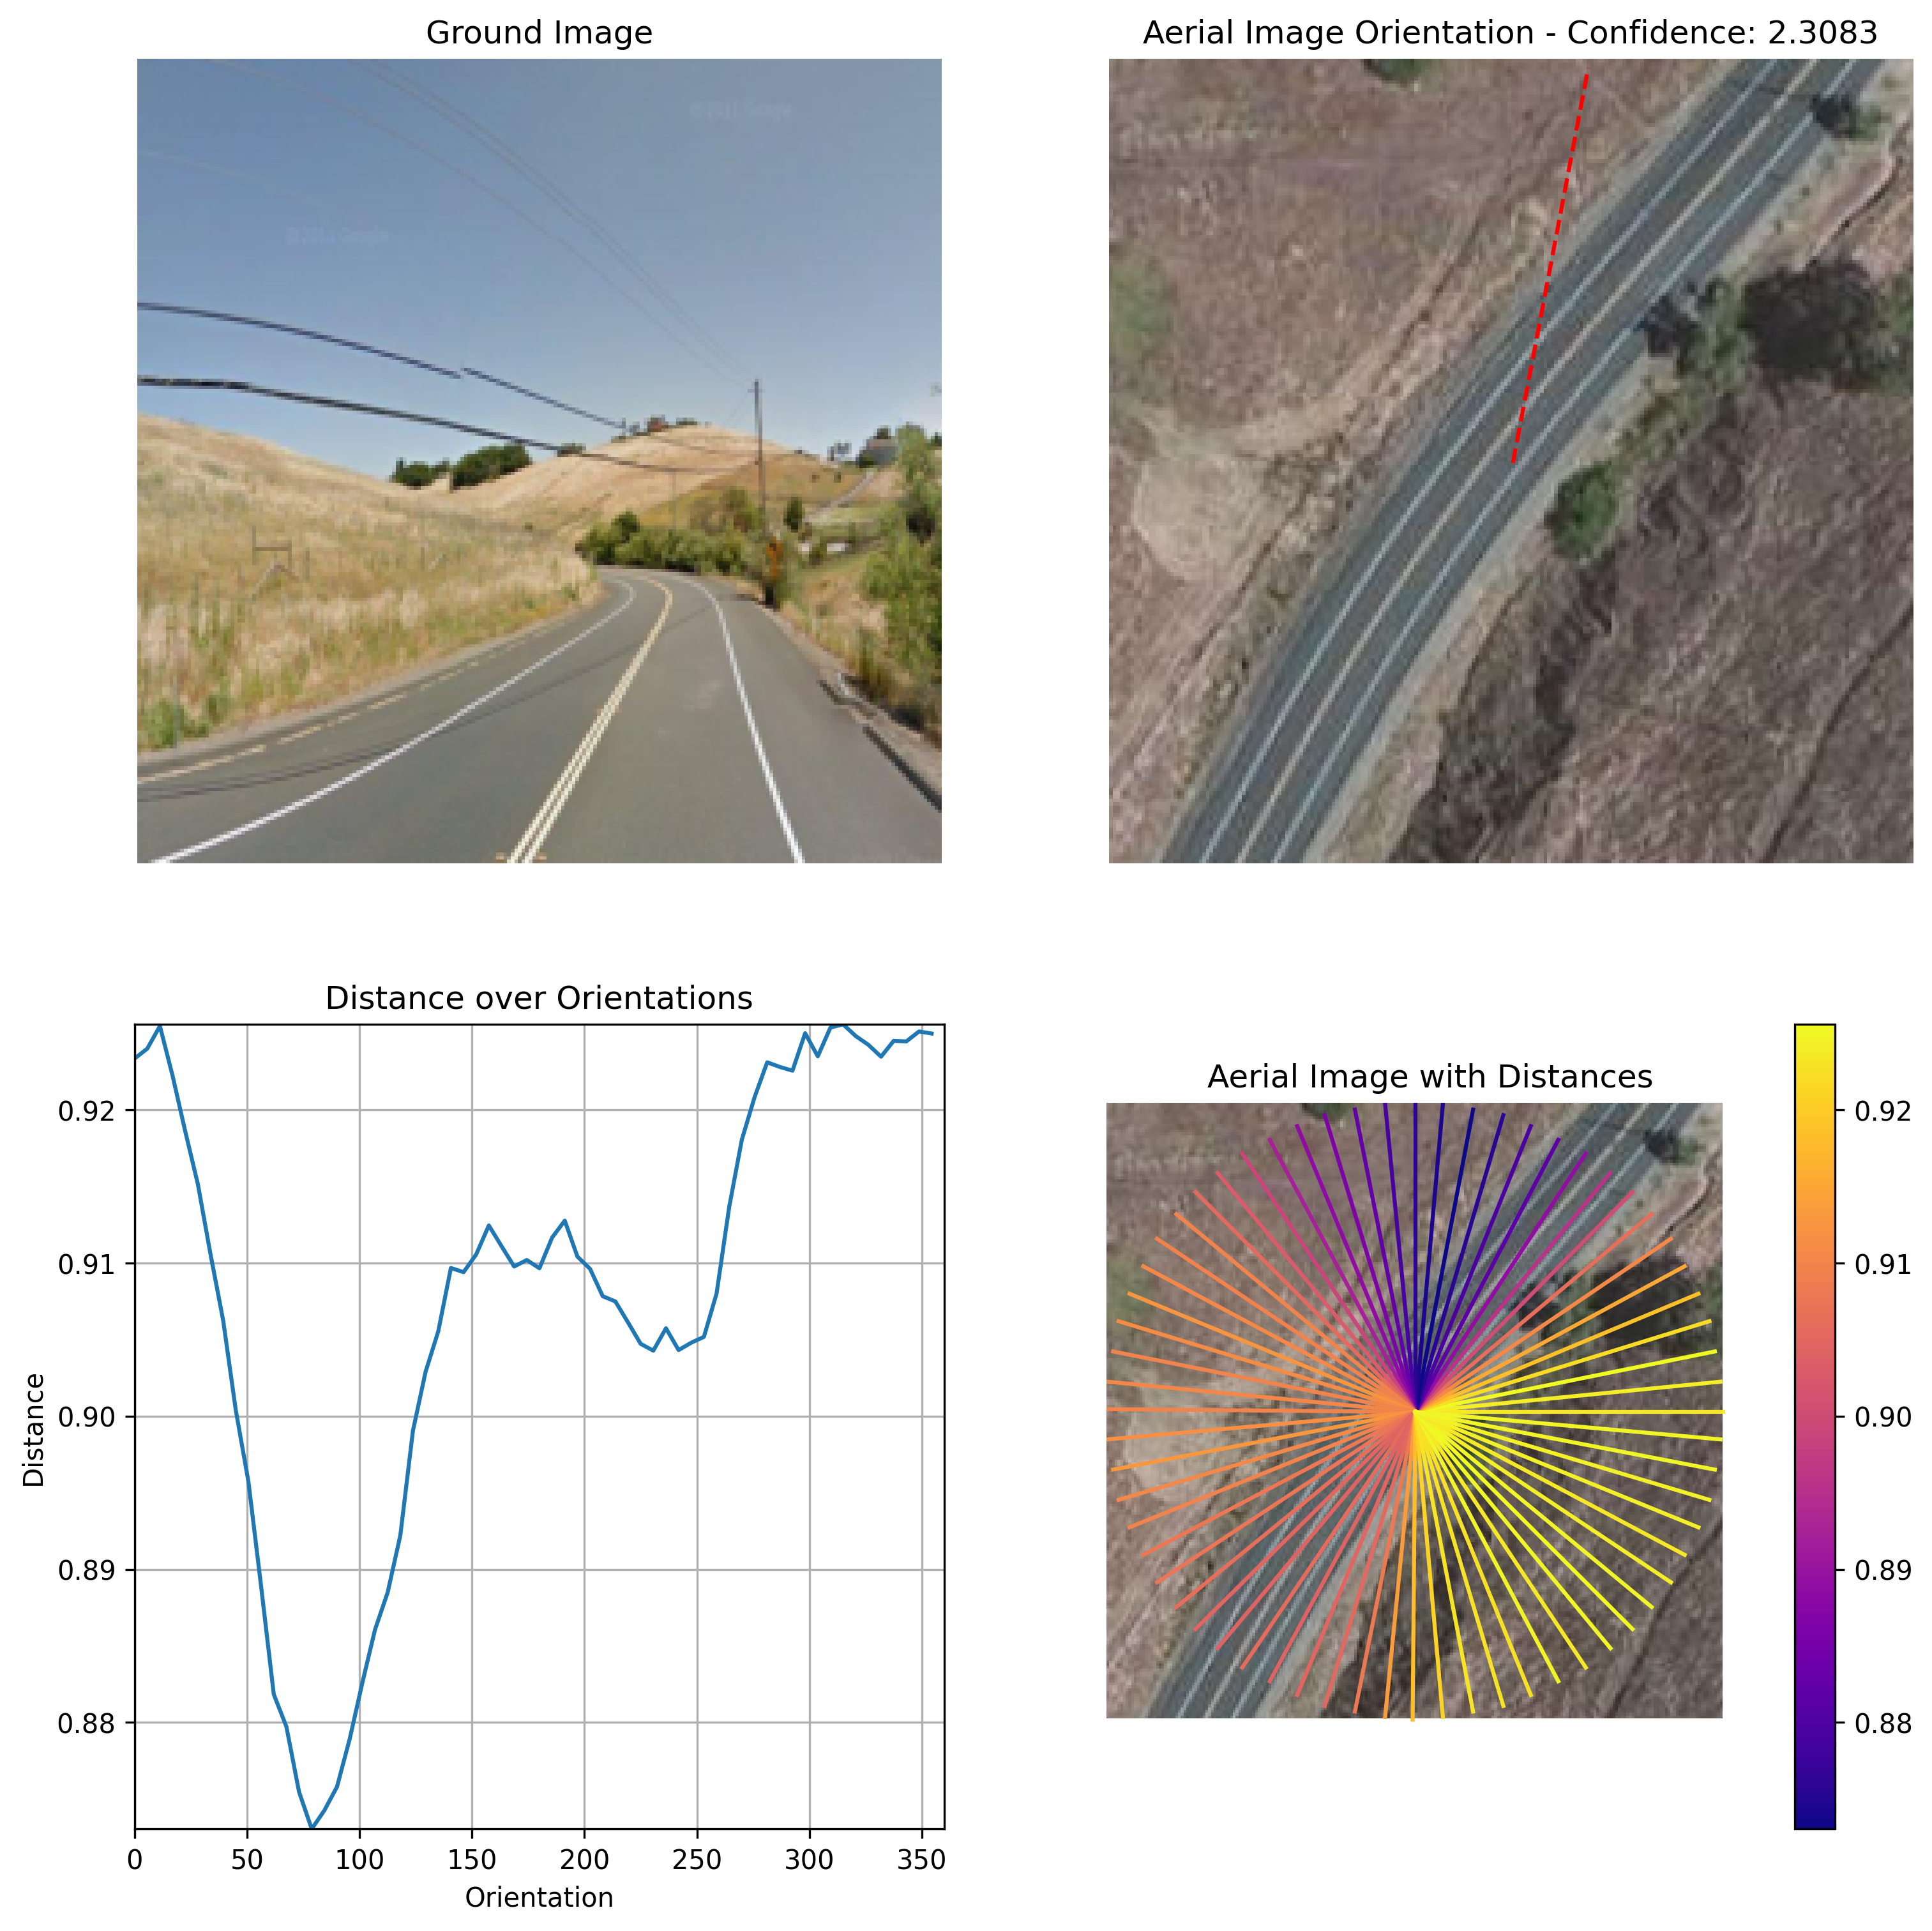 Ground Image
Aerial Image Orientation - Confidence: 2.3083
© 2011 Google
Distance over Orientations
0.92
0.91
0.90
0.89
0.88
Distance
0 50 100 150 200 250 300 350
Orientation
Aerial Image with Distances
0.92
0.91
0.90
0.89
0.88